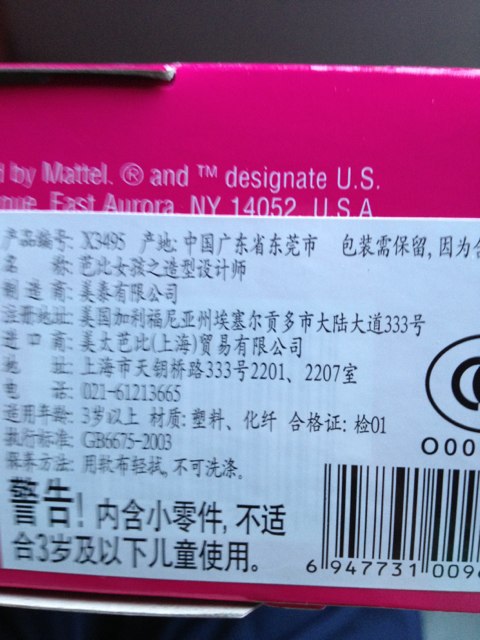 d by Mattel. ® and ™ designate U.S.
nue, East Aurora, NY 14052, U.S.A
产品编号: X3495 产地: 中国广东省东莞市 包装需保留, 因为含
名 称: 芭比女孩之造型设计师
制 造 商: 美泰有限公司
注册地址: 美国加利福尼亚州埃塞尔贡多市大陆大道333号
进 口 商: 美太芭比(上海)贸易有限公司
地 址: 上海市天钥桥路333号2201、2207室
电 话: 021-61213665
适用年龄: 3岁以上 材质: 塑料、化纤 合格证: 检01
执行标准: GB6675-2003
保养方法: 用软布轻拭, 不可洗涤.
O00
警告! 内含小零件, 不适
合3岁及以下儿童使用。
6 947731 009